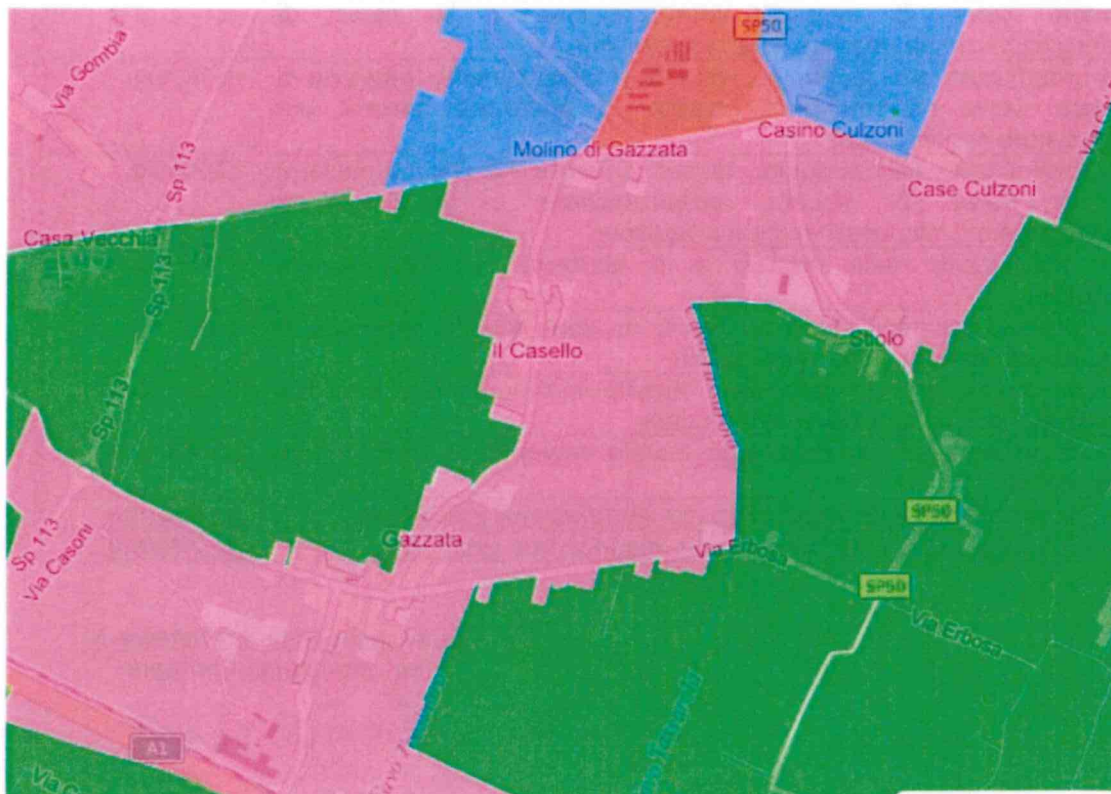 SP50
Via Gombia
Molino di Gazzata
Casino Culzoni
Sp 113
Case Culzoni
Casa Vecchia
Sp 113
Il Casello
Stiolo
Sp 113
SP50
Sp 113
Via Casoni
Gazzata
Via Erbosa
SP50
Via Erbosa
A1